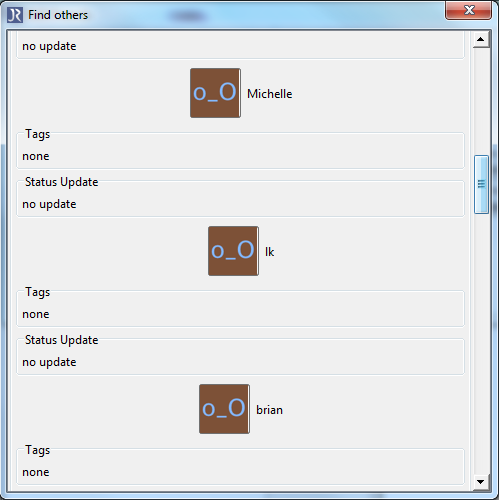 Find others
no update
o_O Michelle
Tags
none
Status Update
no update
o_O lk
Tags
none
Status Update
no update
o_O brian
Tags
none